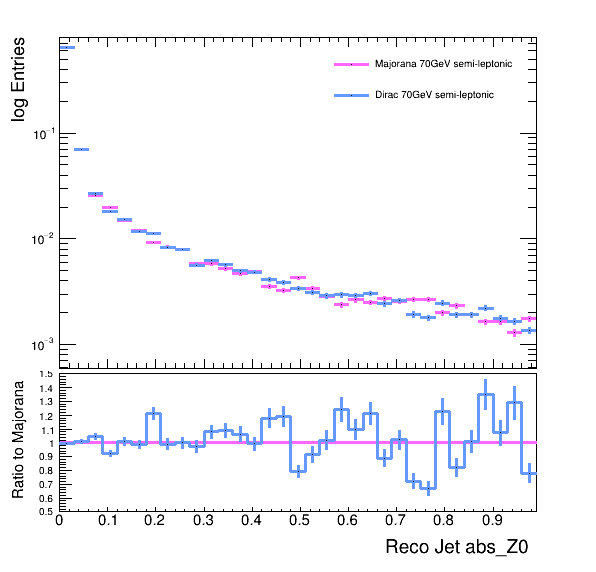 log Entries
Majorana 70GeV semi-leptonic
Dirac 70GeV semi-leptonic
10⁻¹
10⁻²
10⁻³
Ratio to Majorana
1.5
1.4
1.3
1.2
1.1
1
0.9
0.8
0.7
0.6
0.5
0 0.1 0.2 0.3 0.4 0.5 0.6 0.7 0.8 0.9
Reco Jet abs_Z0